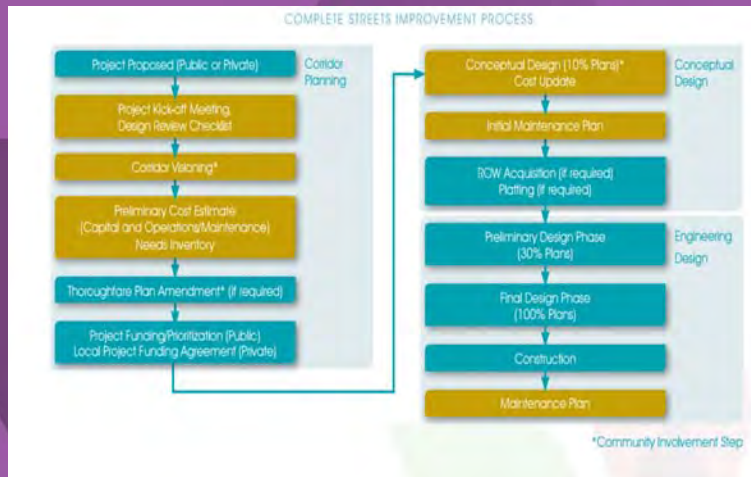 COMPLETE STREETS IMPROVEMENT PROCESS
Project Proposed (Public or Private)
Corridor
Planning
Project Kick-off Meeting,
Design Review Checklist
Corridor Visioning*
Preliminary Cost Estimate
(Capital and Operations/Maintenance)
Needs Inventory
Thoroughfare Plan Amendment* (if required)
Project Funding/Prioritization (Public)
Local Project Funding Agreement (Private)
Conceptual Design (10% Plans)*
Cost Update
Conceptual
Design
Initial Maintenance Plan
ROW Acquisition (if required)
Platting (if required)
Preliminary Design Phase
(30% Plans)
Engineering
Design
Final Design Phase
(100% Plans)
Construction
Maintenance Plan
*Community Involvement Step